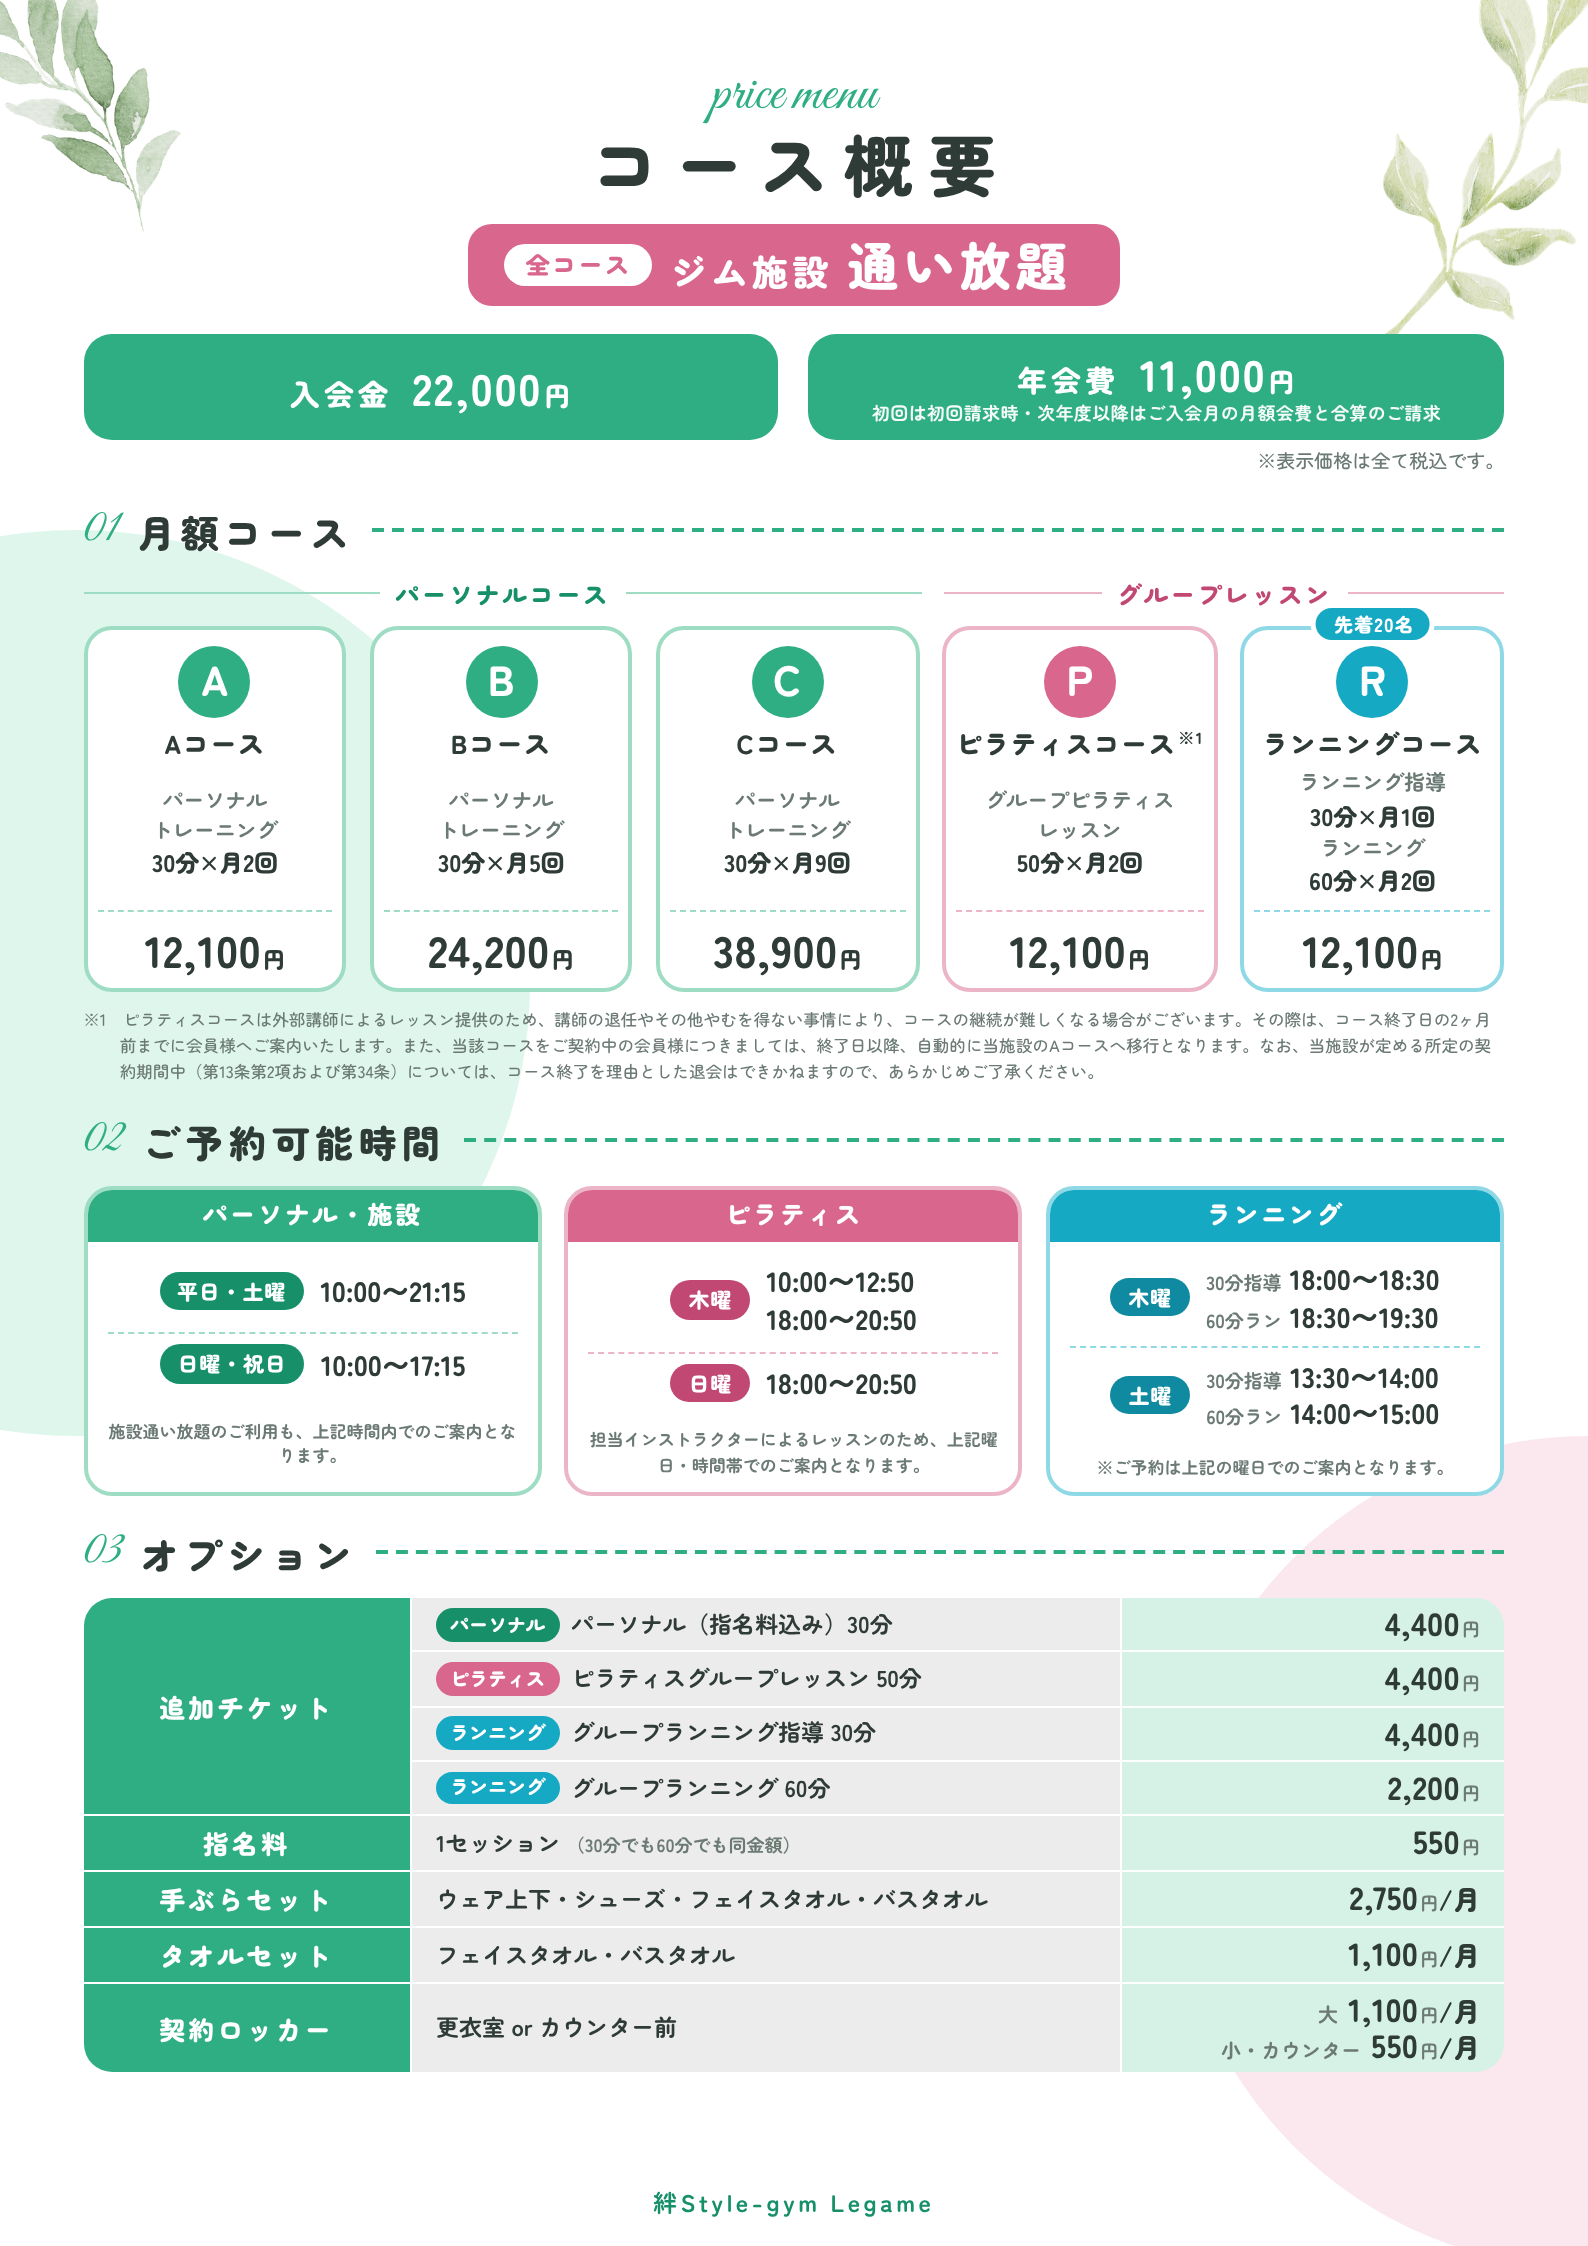 price menu
コース概要
全コース ジム施設 通い放題
入会金 22,000円
年会費 11,000円
初回は初回請求時・次年度以降はご入会月の月額会費と合算のご請求
※表示価格は全て税込です。
01 月額コース
パーソナルコース
グループレッスン
A
Aコース
パーソナル
トレーニング
30分×月2回
12,100円
B
Bコース
パーソナル
トレーニング
30分×月5回
24,200円
C
Cコース
パーソナル
トレーニング
30分×月9回
38,900円
P
ピラティスコース※1
グループピラティス
レッスン
50分×月2回
12,100円
先着20名
R
ランニングコース
ランニング指導
30分×月1回
ランニング
60分×月2回
12,100円
※1 ピラティスコースは外部講師によるレッスン提供のため、講師の退任やその他やむを得ない事情により、コースの継続が難しくなる場合がございます。その際は、コース終了日の2ヶ月
前までに会員様へご案内いたします。また、当該コースをご契約中の会員様につきましては、終了日以降、自動的に当施設のAコースへ移行となります。なお、当施設が定める所定の契
約期間中（第13条第2項および第34条）については、コース終了を理由とした退会はできかねますので、あらかじめご了承ください。
02 ご予約可能時間
パーソナル・施設
平日・土曜 10:00〜21:15
日曜・祝日 10:00〜17:15
施設通い放題のご利用も、上記時間内でのご案内とな
ります。
ピラティス
木曜 10:00〜12:50
18:00〜20:50
日曜 18:00〜20:50
担当インストラクターによるレッスンのため、上記曜
日・時間帯でのご案内となります。
ランニング
木曜 30分指導 18:00〜18:30
60分ラン 18:30〜19:30
土曜 30分指導 13:30〜14:00
60分ラン 14:00〜15:00
※ご予約は上記の曜日でのご案内となります。
03 オプション
追加チケット
パーソナル パーソナル（指名料込み）30分 4,400円
ピラティス ピラティスグループレッスン 50分 4,400円
ランニング グループランニング指導 30分 4,400円
ランニング グループランニング 60分 2,200円
指名料 1セッション （30分でも60分でも同金額） 550円
手ぶらセット ウェア上下・シューズ・フェイスタオル・バスタオル 2,750円/月
タオルセット フェイスタオル・バスタオル 1,100円/月
契約ロッカー 更衣室 or カウンター前 大 1,100円/月
小・カウンター 550円/月
絆Style-gym Legame